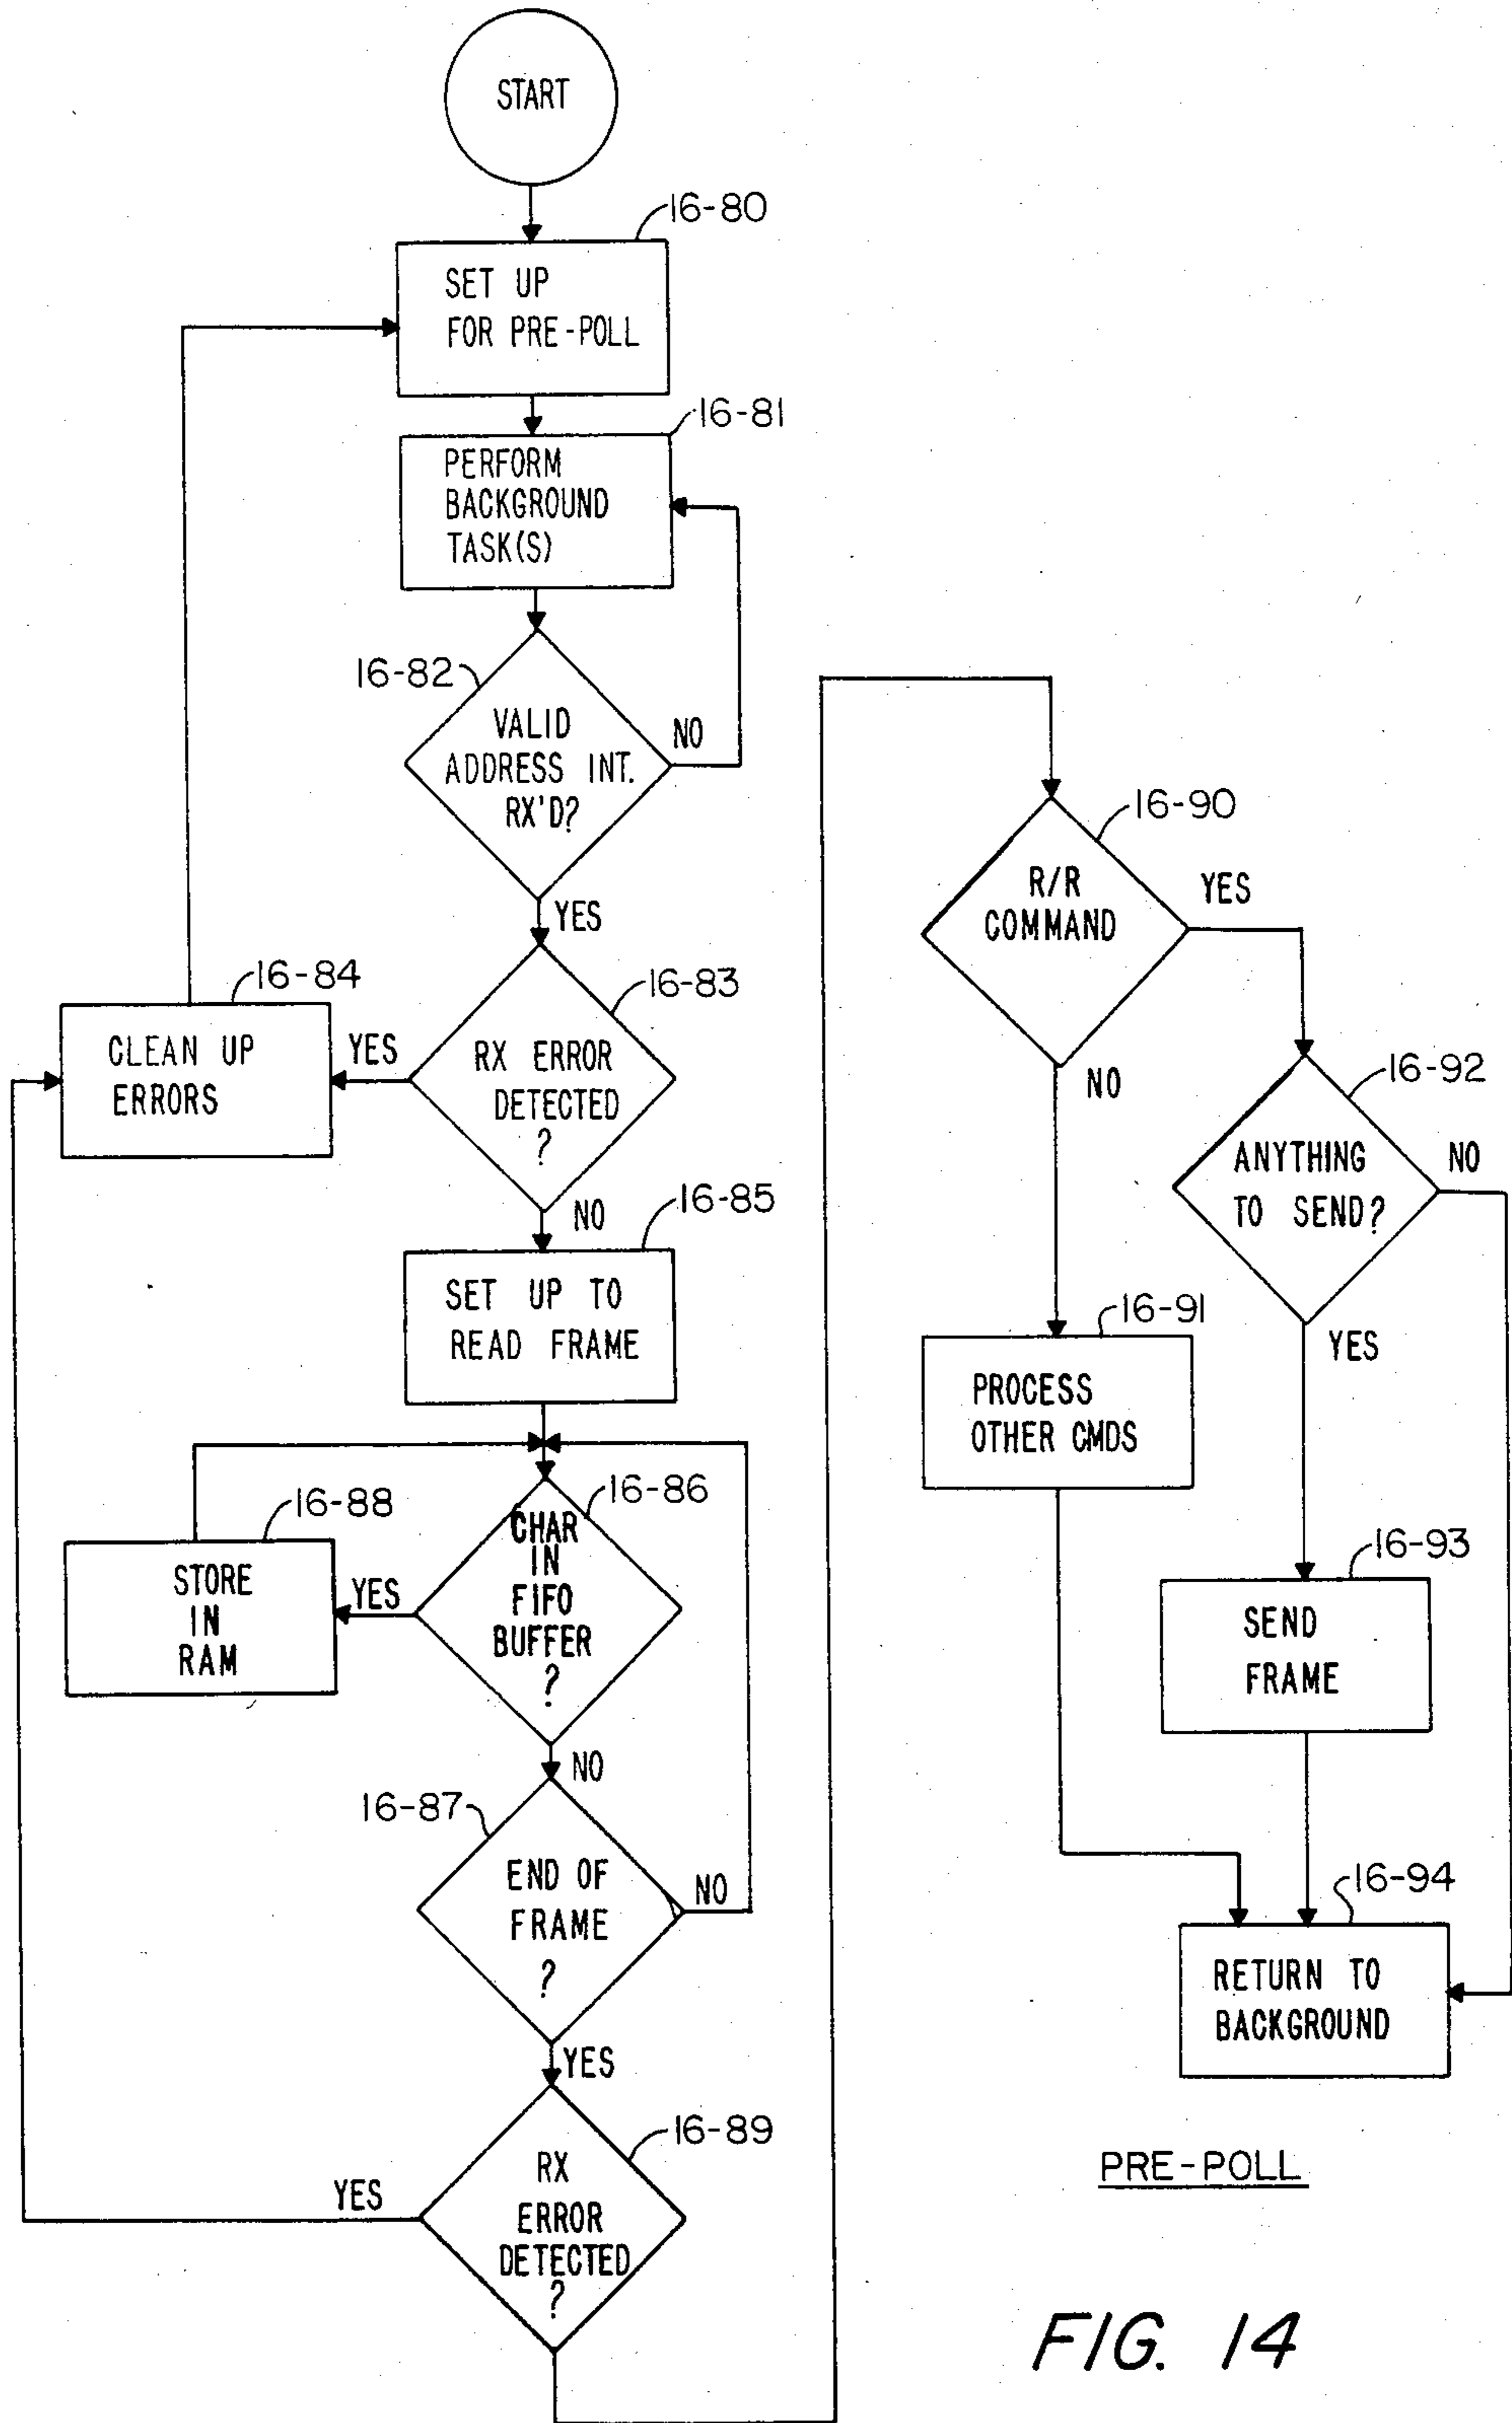 START
16-80
SET UP
FOR PRE-POLL
16-81
PERFORM
BACKGROUND
TASK(S)
16-82
VALID
ADDRESS INT.
RX'D?
NO
YES
16-83
RX ERROR
DETECTED
?
YES
16-84
CLEAN UP
ERRORS
NO
16-85
SET UP TO
READ FRAME
16-86
CHAR
IN
FIFO
BUFFER
?
YES
16-88
STORE
IN
RAM
NO
16-87
END OF
FRAME
?
NO
YES
16-89
RX
ERROR
DETECTED
?
YES
16-90
R/R
COMMAND
YES
NO
16-91
PROCESS
OTHER CMDS
16-92
ANYTHING
TO SEND?
NO
YES
16-93
SEND
FRAME
16-94
RETURN TO
BACKGROUND
PRE-POLL
FIG. 14